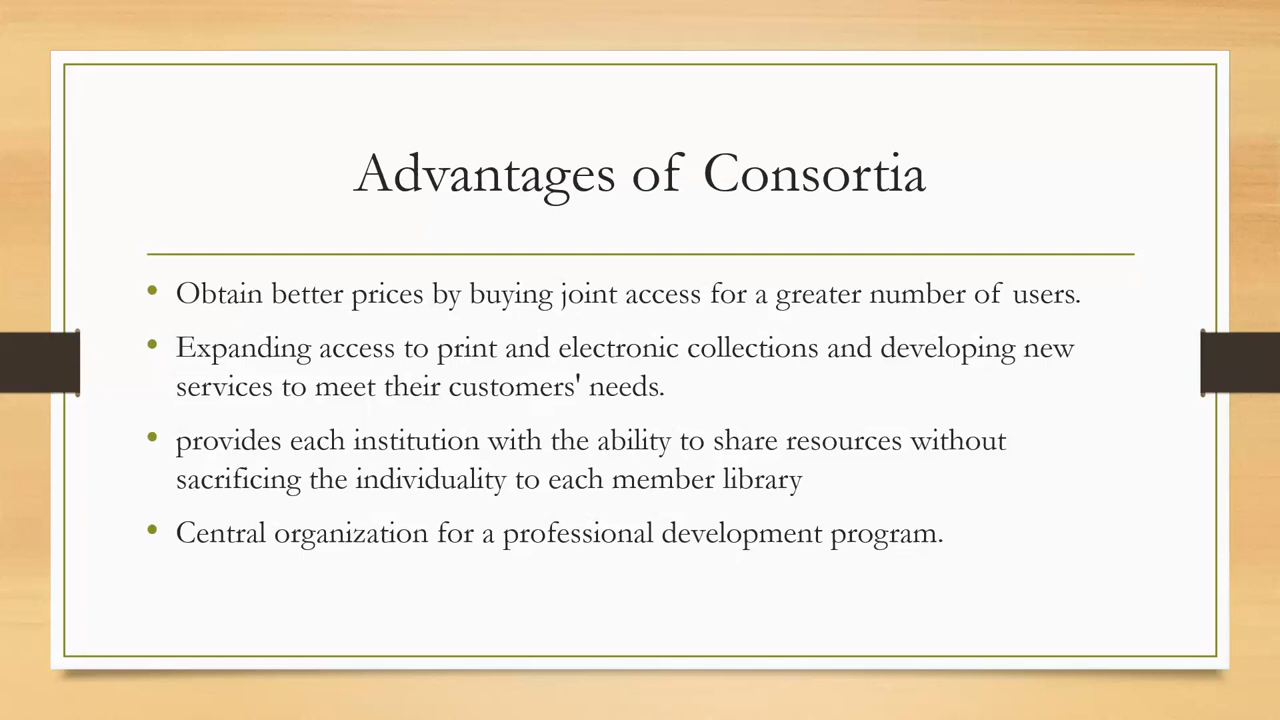 Advantages of Consortia
• Obtain better prices by buying joint access for a greater number of users.
• Expanding access to print and electronic collections and developing new
services to meet their customers' needs.
• provides each institution with the ability to share resources without
sacrificing the individuality to each member library
• Central organization for a professional development program.